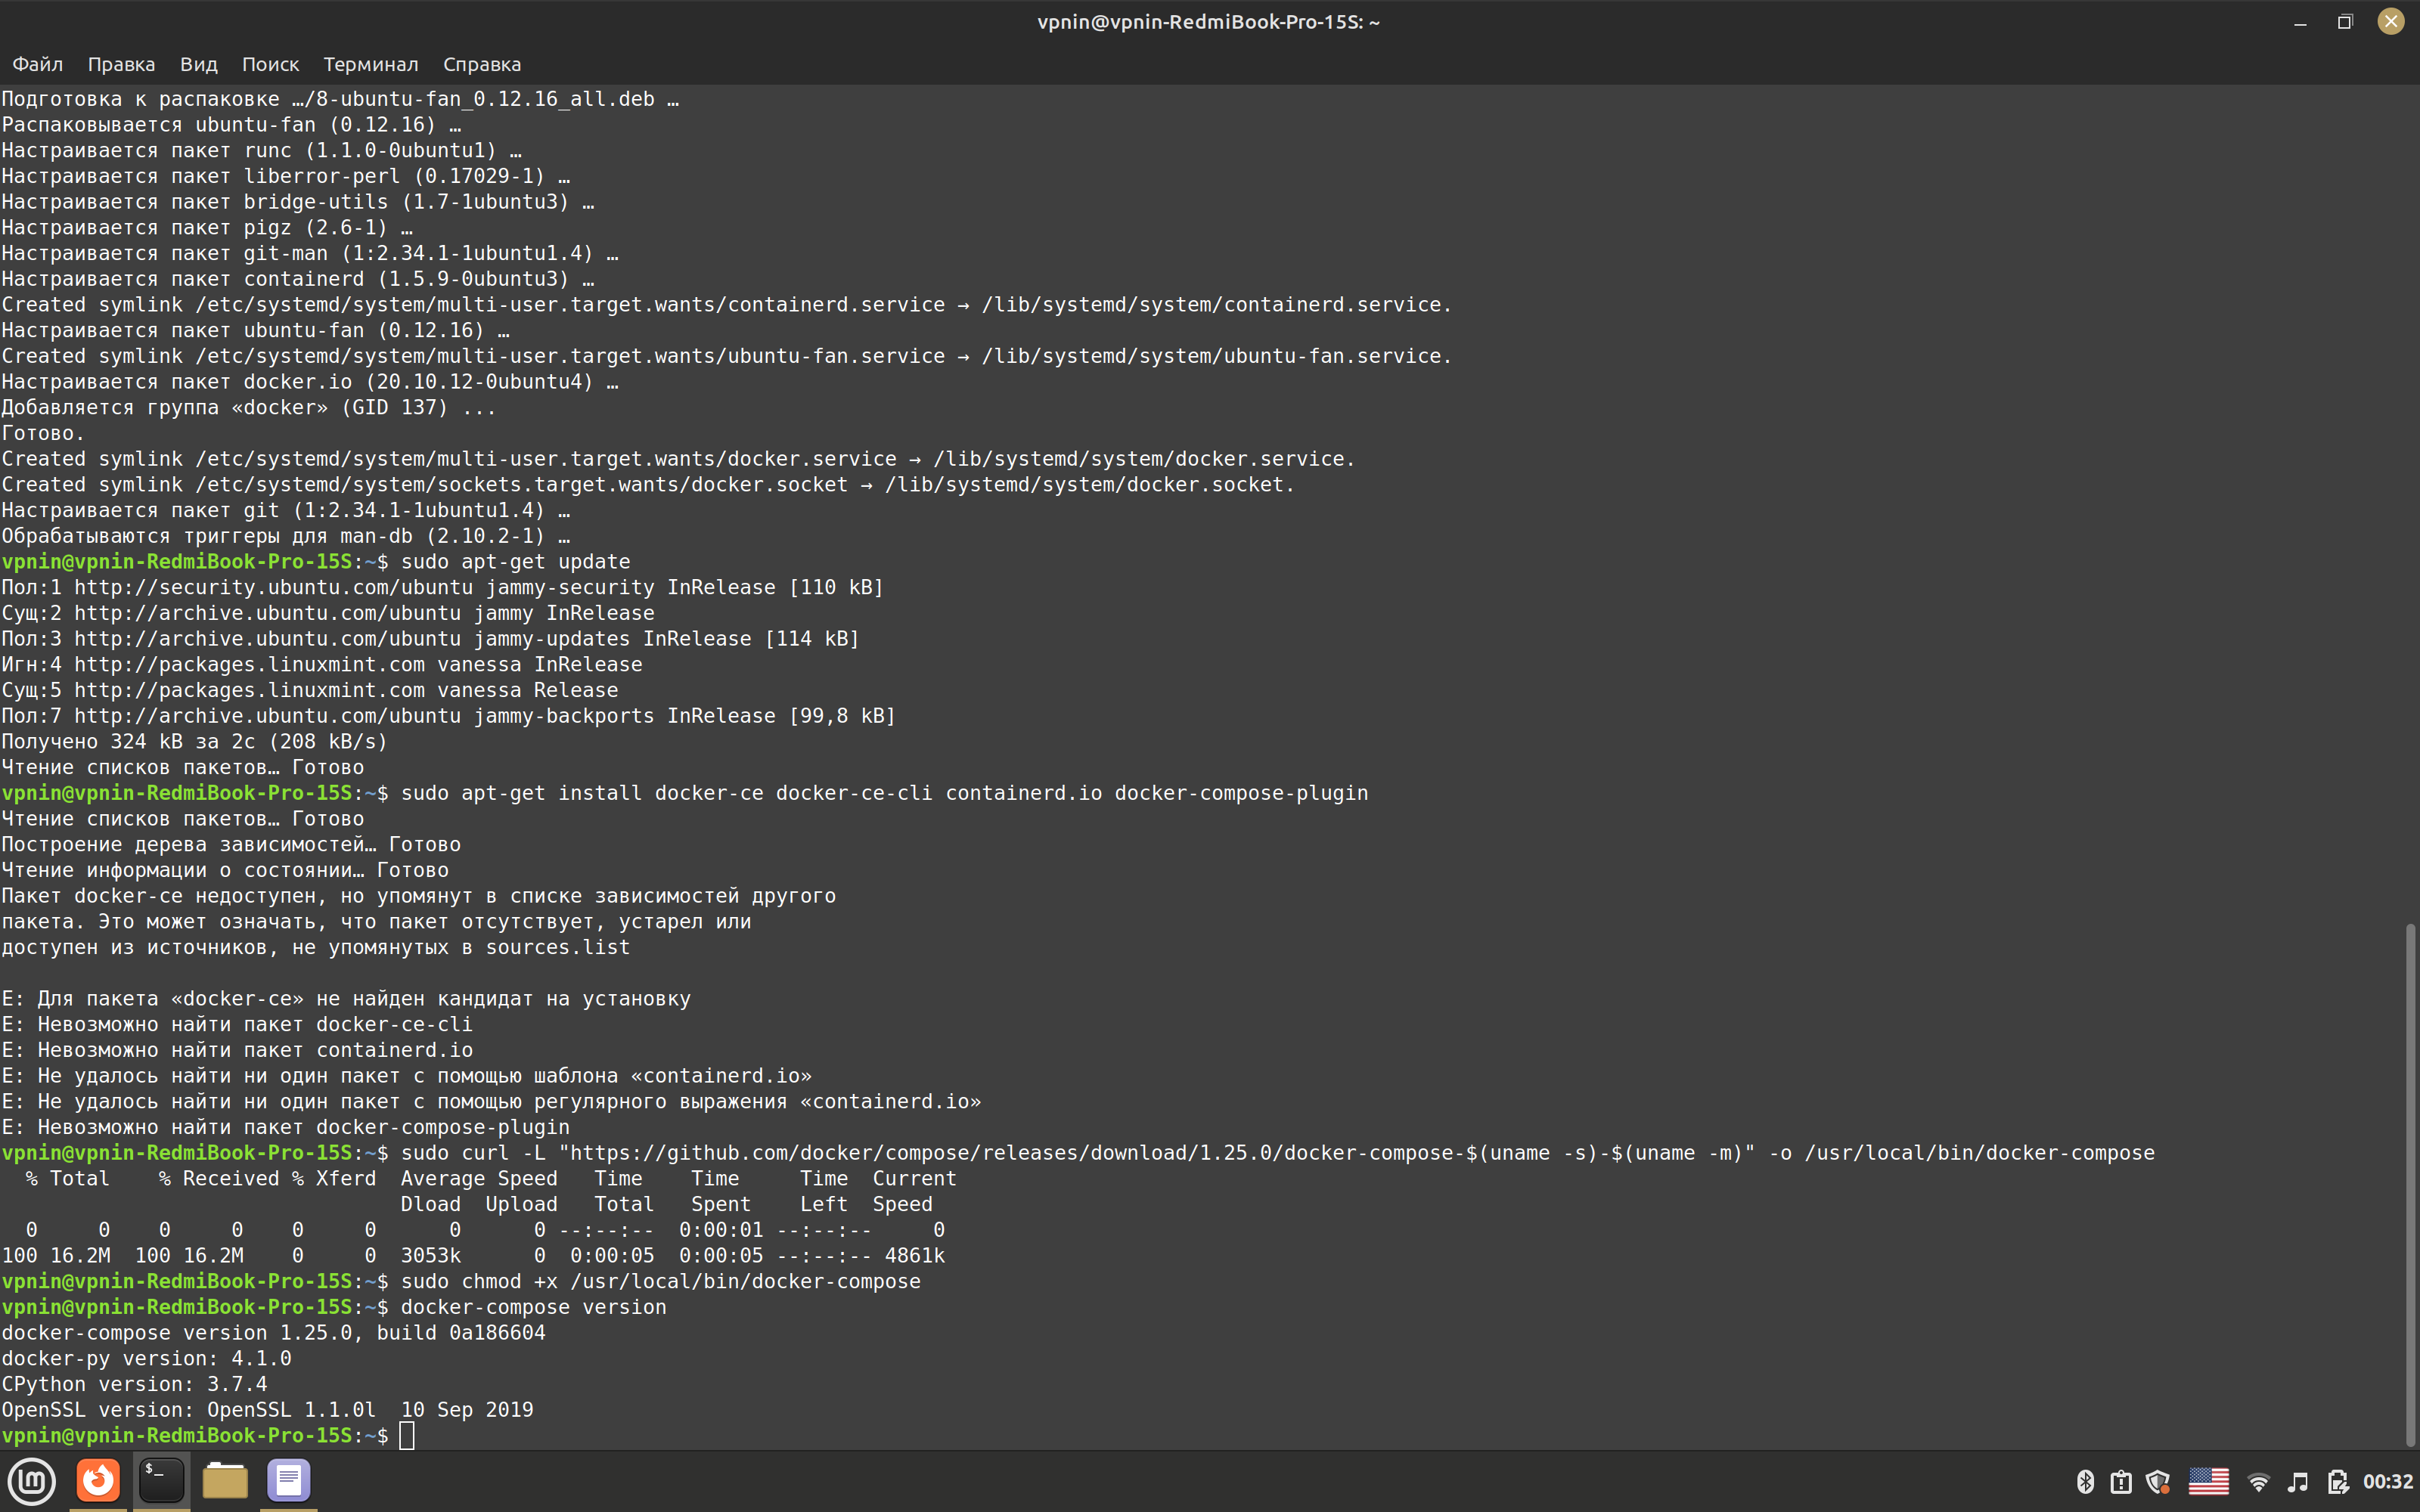 vpnin@vpnin-RedmiBook-Pro-15S: ~
Файл Правка Вид Поиск Терминал Справка
Подготовка к распаковке …/8-ubuntu-fan_0.12.16_all.deb …
Распаковывается ubuntu-fan (0.12.16) …
Настраивается пакет runc (1.1.0-0ubuntu1) …
Настраивается пакет liberror-perl (0.17029-1) …
Настраивается пакет bridge-utils (1.7-1ubuntu3) …
Настраивается пакет pigz (2.6-1) …
Настраивается пакет git-man (1:2.34.1-1ubuntu1.4) …
Настраивается пакет containerd (1.5.9-0ubuntu3) …
Created symlink /etc/systemd/system/multi-user.target.wants/containerd.service → /lib/systemd/system/containerd.service.
Настраивается пакет ubuntu-fan (0.12.16) …
Created symlink /etc/systemd/system/multi-user.target.wants/ubuntu-fan.service → /lib/systemd/system/ubuntu-fan.service.
Настраивается пакет docker.io (20.10.12-0ubuntu4) …
Добавляется группа «docker» (GID 137) ...
Готово.
Created symlink /etc/systemd/system/multi-user.target.wants/docker.service → /lib/systemd/system/docker.service.
Created symlink /etc/systemd/system/sockets.target.wants/docker.socket → /lib/systemd/system/docker.socket.
Настраивается пакет git (1:2.34.1-1ubuntu1.4) …
Обрабатываются триггеры для man-db (2.10.2-1) …
vpnin@vpnin-RedmiBook-Pro-15S:~$ sudo apt-get update
Пол:1 http://security.ubuntu.com/ubuntu jammy-security InRelease [110 kB]
Сущ:2 http://archive.ubuntu.com/ubuntu jammy InRelease
Пол:3 http://archive.ubuntu.com/ubuntu jammy-updates InRelease [114 kB]
Игн:4 http://packages.linuxmint.com vanessa InRelease
Сущ:5 http://packages.linuxmint.com vanessa Release
Пол:7 http://archive.ubuntu.com/ubuntu jammy-backports InRelease [99,8 kB]
Получено 324 kB за 2с (208 kB/s)
Чтение списков пакетов… Готово
vpnin@vpnin-RedmiBook-Pro-15S:~$ sudo apt-get install docker-ce docker-ce-cli containerd.io docker-compose-plugin
Чтение списков пакетов… Готово
Построение дерева зависимостей… Готово
Чтение информации о состоянии… Готово
Пакет docker-ce недоступен, но упомянут в списке зависимостей другого
пакета. Это может означать, что пакет отсутствует, устарел или
доступен из источников, не упомянутых в sources.list
E: Для пакета «docker-ce» не найден кандидат на установку
E: Невозможно найти пакет docker-ce-cli
E: Невозможно найти пакет containerd.io
E: Не удалось найти ни один пакет с помощью шаблона «containerd.io»
E: Не удалось найти ни один пакет с помощью регулярного выражения «containerd.io»
E: Невозможно найти пакет docker-compose-plugin
vpnin@vpnin-RedmiBook-Pro-15S:~$ sudo curl -L "https://github.com/docker/compose/releases/download/1.25.0/docker-compose-$(uname -s)-$(uname -m)" -o /usr/local/bin/docker-compose
  % Total    % Received % Xferd  Average Speed   Time    Time     Time  Current
                                 Dload  Upload   Total   Spent    Left  Speed
  0     0    0     0    0     0      0      0 --:--:--  0:00:01 --:--:--     0
100 16.2M  100 16.2M    0     0  3053k      0  0:00:05  0:00:05 --:--:-- 4861k
vpnin@vpnin-RedmiBook-Pro-15S:~$ sudo chmod +x /usr/local/bin/docker-compose
vpnin@vpnin-RedmiBook-Pro-15S:~$ docker-compose version
docker-compose version 1.25.0, build 0a186604
docker-py version: 4.1.0
CPython version: 3.7.4
OpenSSL version: OpenSSL 1.1.0l  10 Sep 2019
vpnin@vpnin-RedmiBook-Pro-15S:~$
00:32